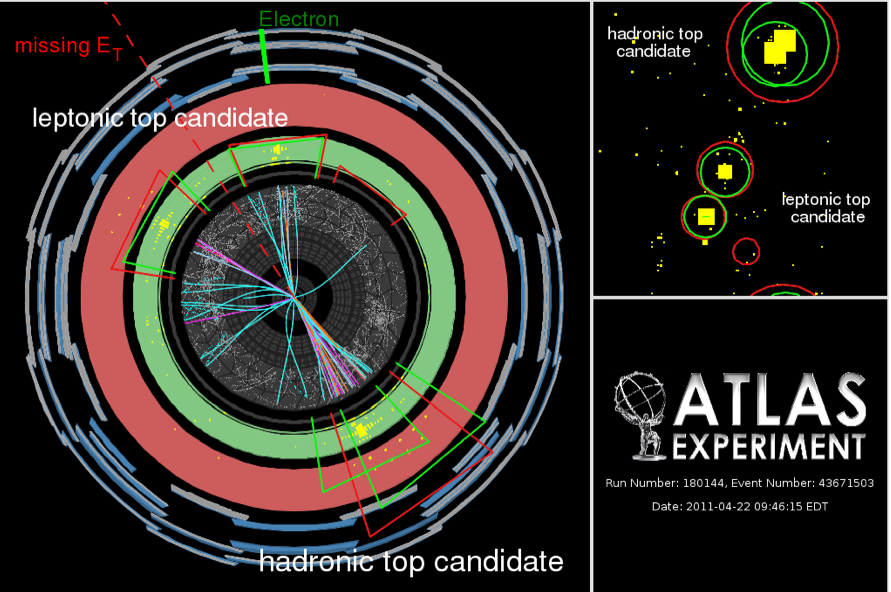 Electron
missing E_T
leptonic top candidate
hadronic top candidate
hadronic top
candidate
leptonic top
candidate
ATLAS
EXPERIMENT
Run Number: 180144, Event Number: 43671503
Date: 2011-04-22 09:46:15 EDT